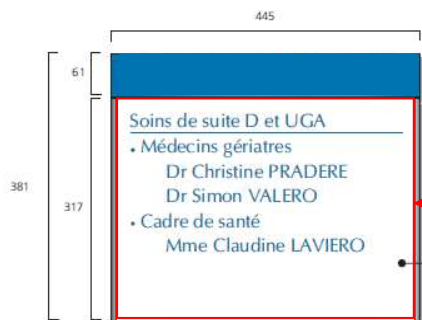 445
61
381
317
Soins de suite D et UGA
• Médecins gériatres
Dr Christine PRADERE
Dr Simon VALERO
• Cadre de santé
Mme Claudine LAVIERO